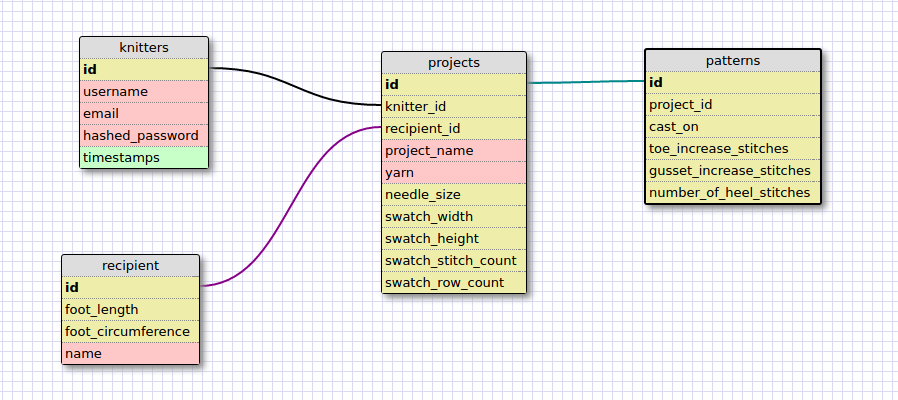 knitters
id
username
email
hashed_password
timestamps
recipient
id
foot_length
foot_circumference
name
projects
id
knitter_id
recipient_id
project_name
yarn
needle_size
swatch_width
swatch_height
swatch_stitch_count
swatch_row_count
patterns
id
project_id
cast_on
toe_increase_stitches
gusset_increase_stitches
number_of_heel_stitches